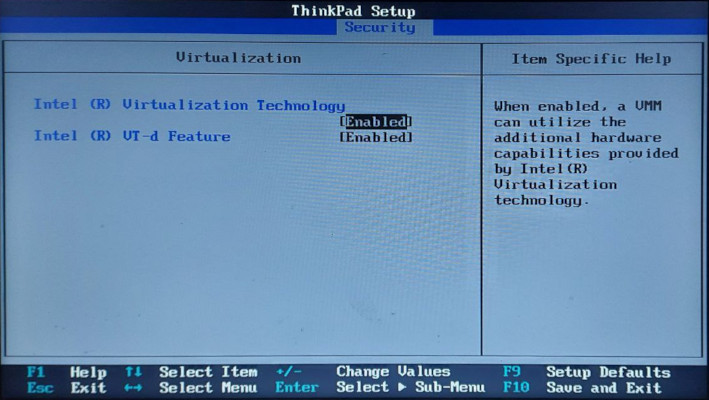 ThinkPad Setup
Security
Virtualization
Item Specific Help
Intel (R) Virtualization Technology
[Enabled]
Intel (R) VT-d Feature [Enabled]
When enabled, a VMM
can utilize the
additional hardware
capabilities provided
by Intel(R)
Virtualization
technology.
F1 Help ↑↓ Select Item +/- Change Values F9 Setup Defaults
Esc Exit ←→ Select Menu Enter Select ▶ Sub-Menu F10 Save and Exit